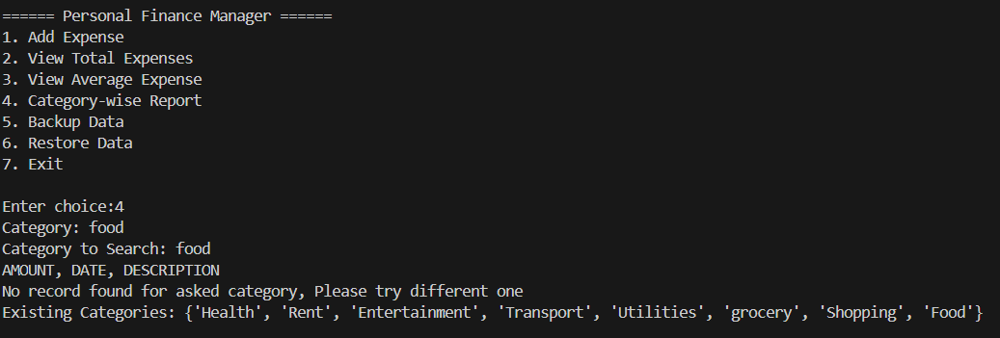 ====== Personal Finance Manager ======
1. Add Expense
2. View Total Expenses
3. View Average Expense
4. Category-wise Report
5. Backup Data
6. Restore Data
7. Exit
Enter choice:4
Category: food
Category to Search: food
AMOUNT, DATE, DESCRIPTION
No record found for asked category, Please try different one
Existing Categories: {'Health', 'Rent', 'Entertainment', 'Transport', 'Utilities', 'grocery', 'Shopping', 'Food'}